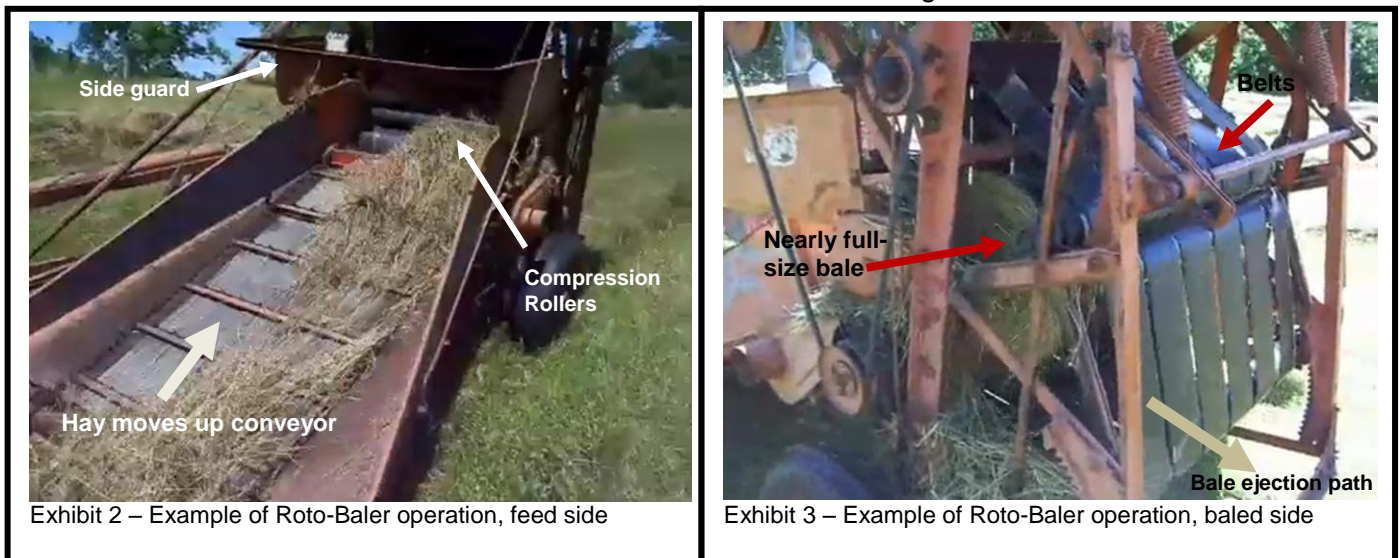 Side guard
Compression
Rollers
Hay moves up conveyor
Exhibit 2 – Example of Roto-Baler operation, feed side
Belts
Nearly full-
size bale
Bale ejection path
Exhibit 3 – Example of Roto-Baler operation, baled side